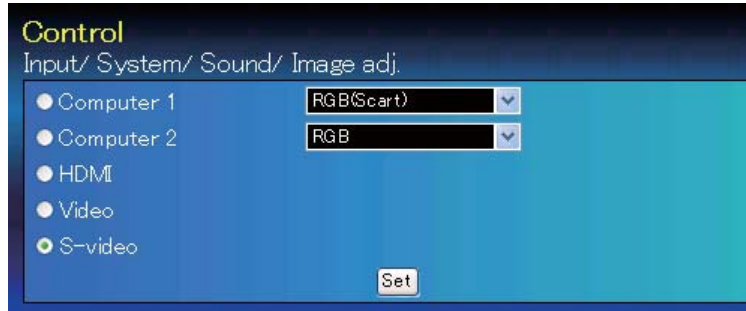 Control
Input/ System/ Sound/ Image adj.
Computer 1 RGB(Scart)
Computer 2 RGB
HDMI
Video
S-video
Set